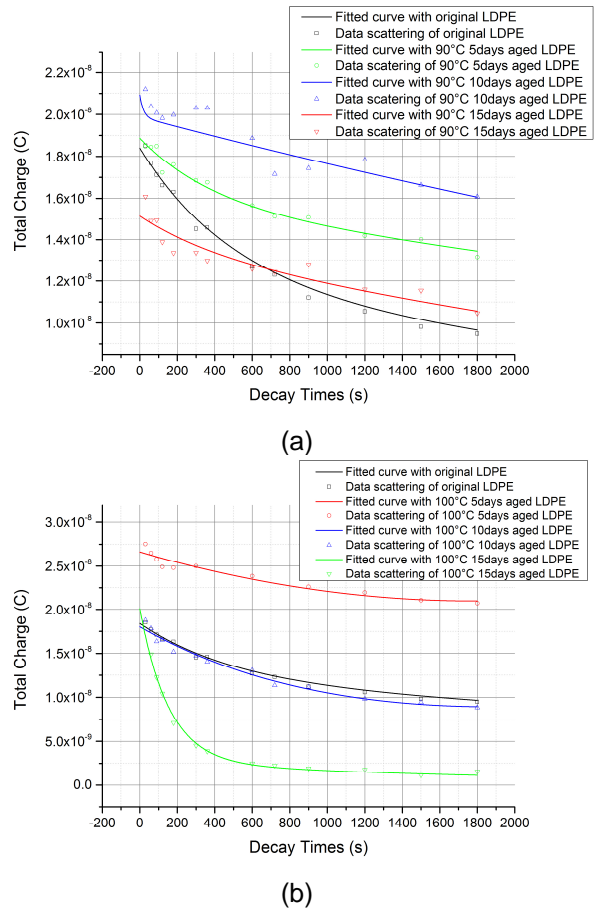 Fitted curve with original LDPE
Data scattering of original LDPE
Fitted curve with 90°C 5days aged LDPE
Data scatering of 90°C 5days aged LDPE
Fitted curve with 90°C 10days aged LDPE
Data scatering of 90°C 10days aged LDPE
Fitted curve with 90°C 15days aged LDPE
Data scattering of 90°C 15days aged LDPE
2.2x10⁻⁸
2.0x10⁻⁸
1.8x10⁻⁸
1.6x10⁻⁸
1.4x10⁻⁸
1.2x10⁻⁸
1.0x10⁻⁸
Total Charge (C)
-200 0 200 400 600 800 1000 1200 1400 1600 1800 2000
Decay Times (s)
(a)
Fitted curve with original LDPE
Data scattering of original LDPE
Fitted curve with 100°C 5days aged LDPE
Data scattering of 100°C 5days aged LDPE
Fitted curve with 100°C 10days aged LDPE
Data scattering of 100°C 10days aged LDPE
Fitted curve with 100°C 15days aged LDPE
Data scattering of 100°C 15days aged LDPE
3.0x10⁻⁸
2.5x10⁻⁸
2.0x10⁻⁸
1.5x10⁻⁸
1.0x10⁻⁸
5.0x10⁻⁹
0.0
Total Charge (C)
-200 0 200 400 600 800 1000 1200 1400 1600 1800 2000
Decay Times (s)
(b)